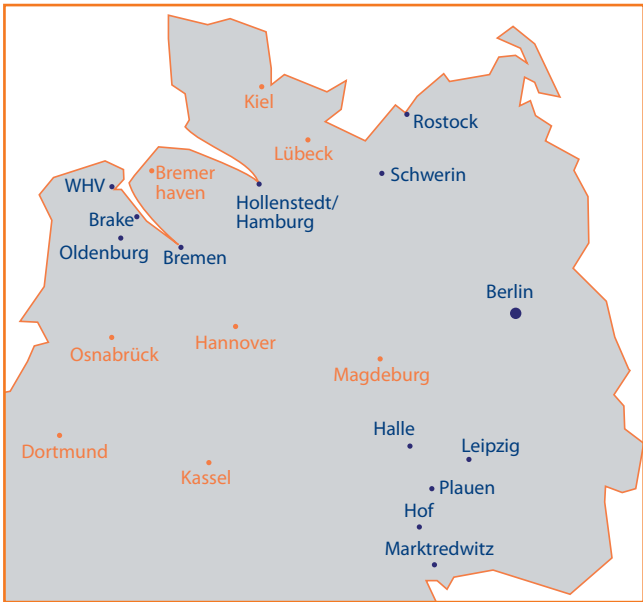 Kiel
Rostock
Lübeck
Bremer
haven
Schwerin
WHV
Hollenstedt/
Hamburg
Brake
Oldenburg
Bremen
Berlin
Hannover
Osnabrück
Magdeburg
Halle
Leipzig
Dortmund
Kassel
Plauen
Hof
Marktredwitz